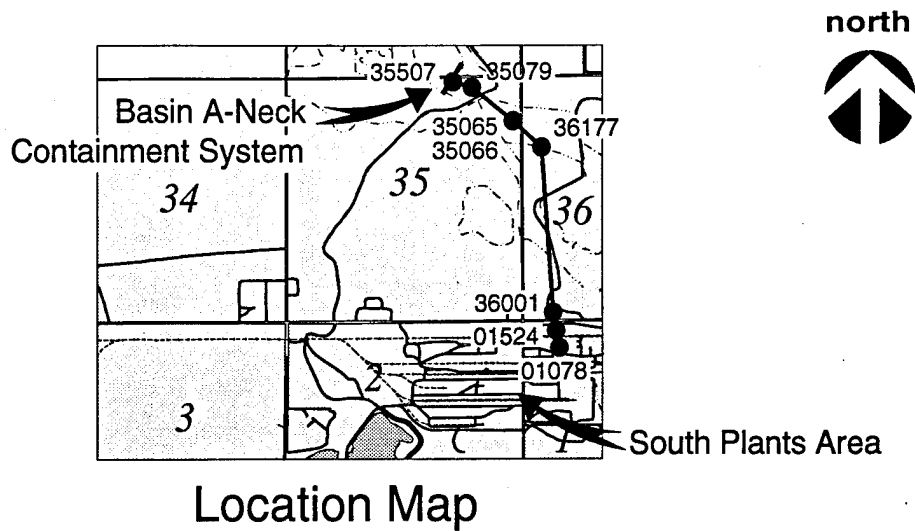 north
35507 35079
Basin A-Neck
Containment System
35065
35066
36177
34
35
36
36001
01524
01078
2
3
1
South Plants Area
Location Map